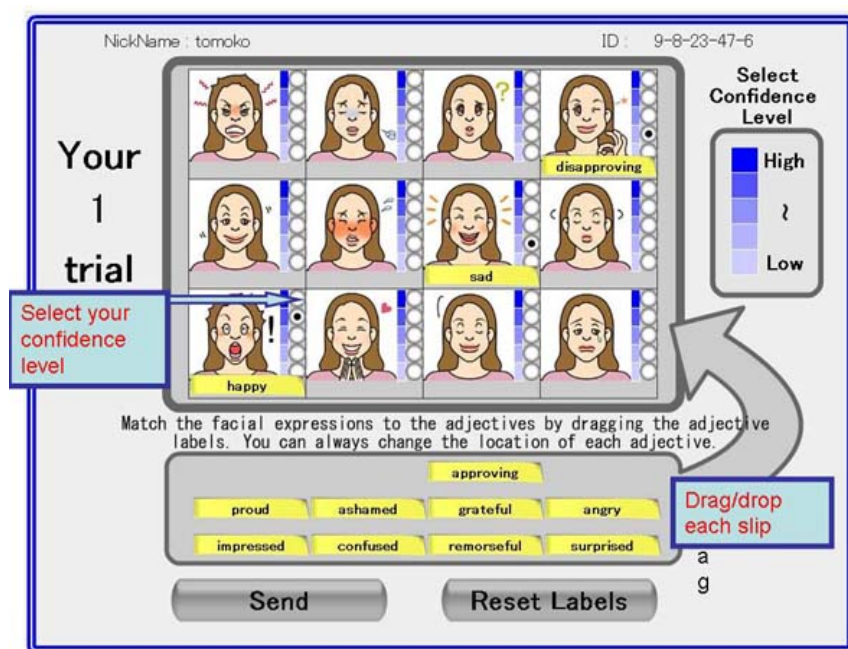 NickName : tomoko
ID : 9-8-23-47-6
Your
1
trial
Select
Confidence
Level
High
~
Low
?
disapproving
sad
Select your
confidence
level
!
happy
Match the facial expressions to the adjectives by dragging the adjective
labels. You can always change the location of each adjective.
approving
proud ashamed grateful angry
impressed confused remorseful surprised
Drag/drop
each slip
a
g
Send
Reset Labels